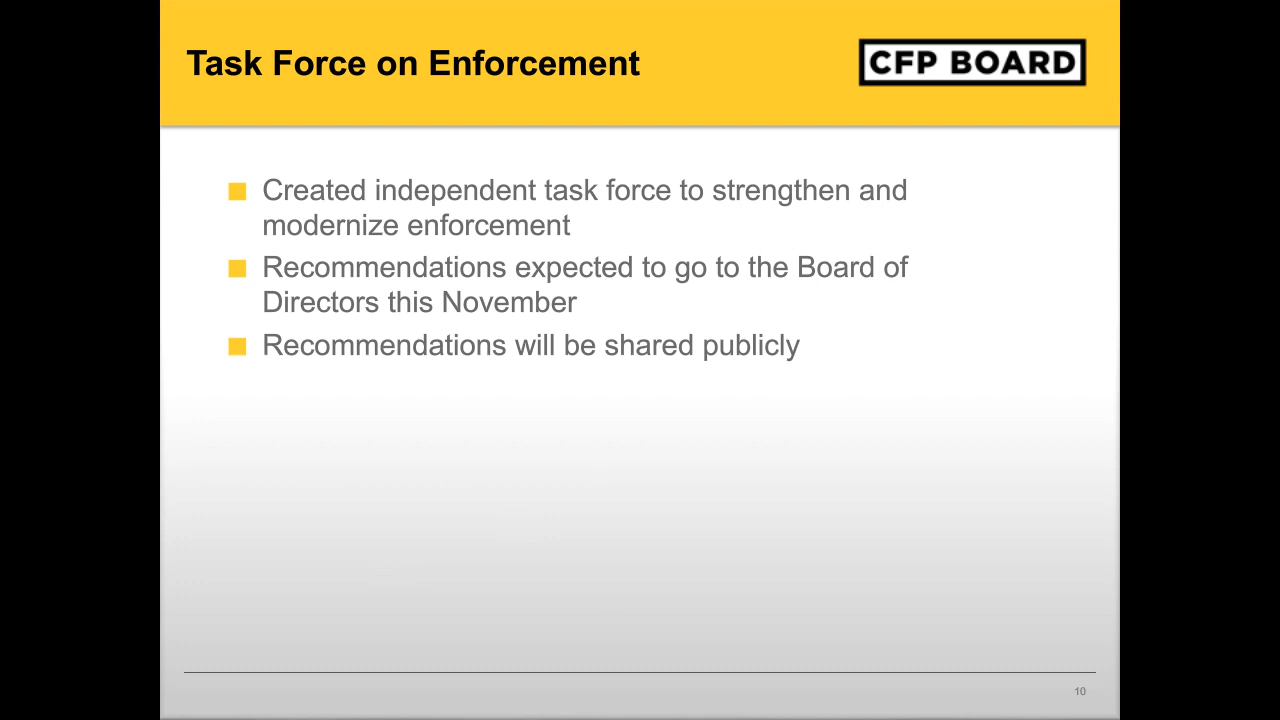 Task Force on Enforcement
CFP BOARD
Created independent task force to strengthen and
modernize enforcement
Recommendations expected to go to the Board of
Directors this November
Recommendations will be shared publicly
10